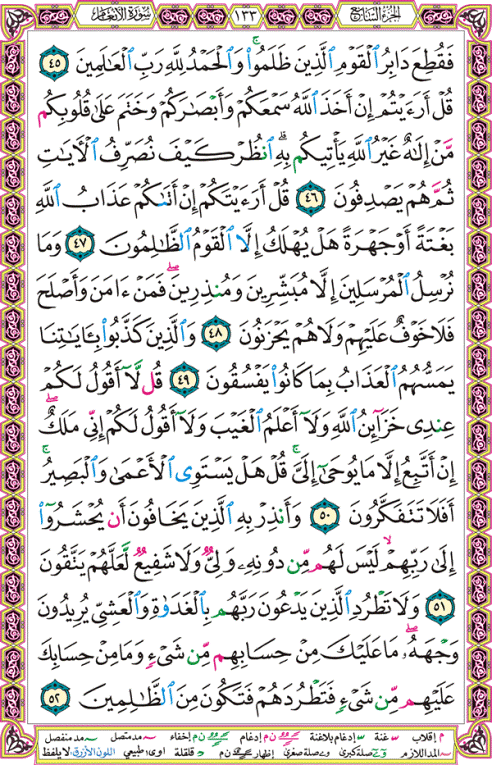 الجزء السابع ١٣٣ سورة الأنعام
فَقُطِعَ دَابِرُ ٱلْقَوْمِ ٱلَّذِينَ ظَلَمُوا۟ ۚ وَٱلْحَمْدُ لِلَّهِ رَبِّ ٱلْعَـٰلَمِينَ ٤٥
قُلْ أَرَءَيْتُمْ إِنْ أَخَذَ ٱللَّهُ سَمْعَكُمْ وَأَبْصَـٰرَكُمْ وَخَتَمَ عَلَىٰ قُلُوبِكُم
مَّنْ إِلَـٰهٌ غَيْرُ ٱللَّهِ يَأْتِيكُم بِهِ ۗ ٱنظُرْ كَيْفَ نُصَرِّفُ ٱلْـَٔايَـٰتِ
ثُمَّ هُمْ يَصْدِفُونَ ٤٦ قُلْ أَرَءَيْتَكُمْ إِنْ أَتَىٰكُمْ عَذَابُ ٱللَّهِ
بَغْتَةً أَوْ جَهْرَةً هَلْ يُهْلَكُ إِلَّا ٱلْقَوْمُ ٱلظَّـٰلِمُونَ ٤٧ وَمَا
نُرْسِلُ ٱلْمُرْسَلِينَ إِلَّا مُبَشِّرِينَ وَمُنذِرِينَ ۖ فَمَنْ ءَامَنَ وَأَصْلَحَ
فَلَا خَوْفٌ عَلَيْهِمْ وَلَا هُمْ يَحْزَنُونَ ٤٨ وَٱلَّذِينَ كَذَّبُوا۟ بِـَٔايَـٰتِنَا
يَمَسُّهُمُ ٱلْعَذَابُ بِمَا كَانُوا۟ يَفْسُقُونَ ٤٩ قُل لَّآ أَقُولُ لَكُمْ
عِندِى خَزَآئِنُ ٱللَّهِ وَلَآ أَعْلَمُ ٱلْغَيْبَ وَلَآ أَقُولُ لَكُمْ إِنِّى مَلَكٌ ۖ
إِنْ أَتَّبِعُ إِلَّا مَا يُوحَىٰٓ إِلَىَّ ۚ قُلْ هَلْ يَسْتَوِى ٱلْأَعْمَىٰ وَٱلْبَصِيرُ ۚ
أَفَلَا تَتَفَكَّرُونَ ٥٠ وَأَنذِرْ بِهِ ٱلَّذِينَ يَخَافُونَ أَن يُحْشَرُوٓا۟
إِلَىٰ رَبِّهِمْ ۙ لَيْسَ لَهُم مِّن دُونِهِۦ وَلِىٌّ وَلَا شَفِيعٌ لَّعَلَّهُمْ يَتَّقُونَ
٥١ وَلَا تَطْرُدِ ٱلَّذِينَ يَدْعُونَ رَبَّهُم بِٱلْغَدَوٰةِ وَٱلْعَشِىِّ يُرِيدُونَ
وَجْهَهُۥ ۖ مَا عَلَيْكَ مِنْ حِسَابِهِم مِّن شَىْءٍ وَمَا مِنْ حِسَابِكَ
عَلَيْهِم مِّن شَىْءٍ فَتَطْرُدَهُمْ فَتَكُونَ مِنَ ٱلظَّـٰلِمِينَ ٥٢
م إقلاب س غنة س إدغام بلاغنة ن م إدغام ن م إخفاء مد متصل مد منفصل
المد اللازم صلة كبرى صلة صغرى إظهار ن م قلقلة اوى: طبيعي اللون الأزرق: لا يلفظ